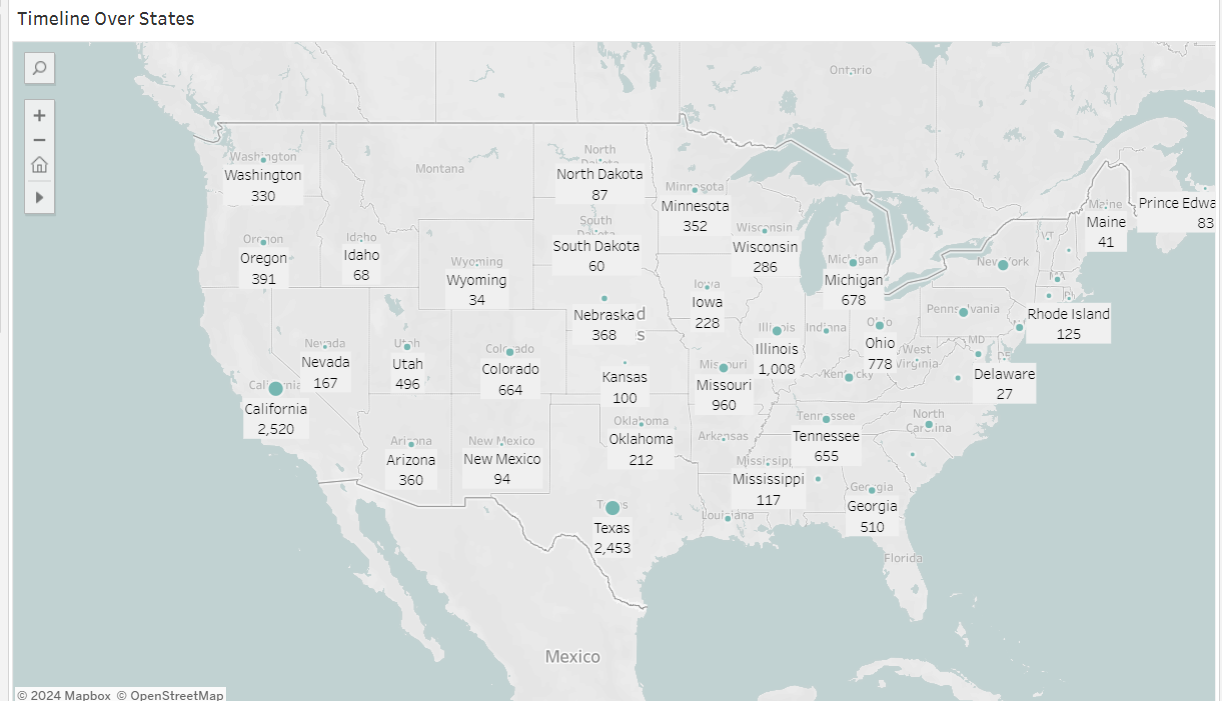 Timeline Over States
Ontario
Washington
Washington
330
Montana
North
North Dakota
87
Minnesota
Minnesota
352
Maine
Maine
41
Prince Edwa
83
Oregon
Oregon
391
Idaho
Idaho
68
Wyoming
Wyoming
34
South
South Dakota
60
Wisconsin
Wisconsin
286
Michigan
Michigan
678
New York
VT
MA
RI
Nebraska
368
d
s
Iowa
Iowa
228
Pennsylvania
Rhode Island
125
Nevada
Nevada
167
Utah
Utah
496
Colorado
Colorado
664
Kansas
100
Missouri
Missouri
960
Illinois
Illinois
1,008
Indiana
Ohio
Ohio
778
West
Virginia
MD
DE
Delaware
27
Kentucky
California
California
2,520
Arizona
Arizona
360
New Mexico
New Mexico
94
Oklahoma
Oklahoma
212
Arkansas
Tennessee
Tennessee
655
North
Carolina
Mississippi
117
Georgia
Georgia
510
Texas
Texas
2,453
Louisiana
Florida
Mexico
© 2024 Mapbox © OpenStreetMap